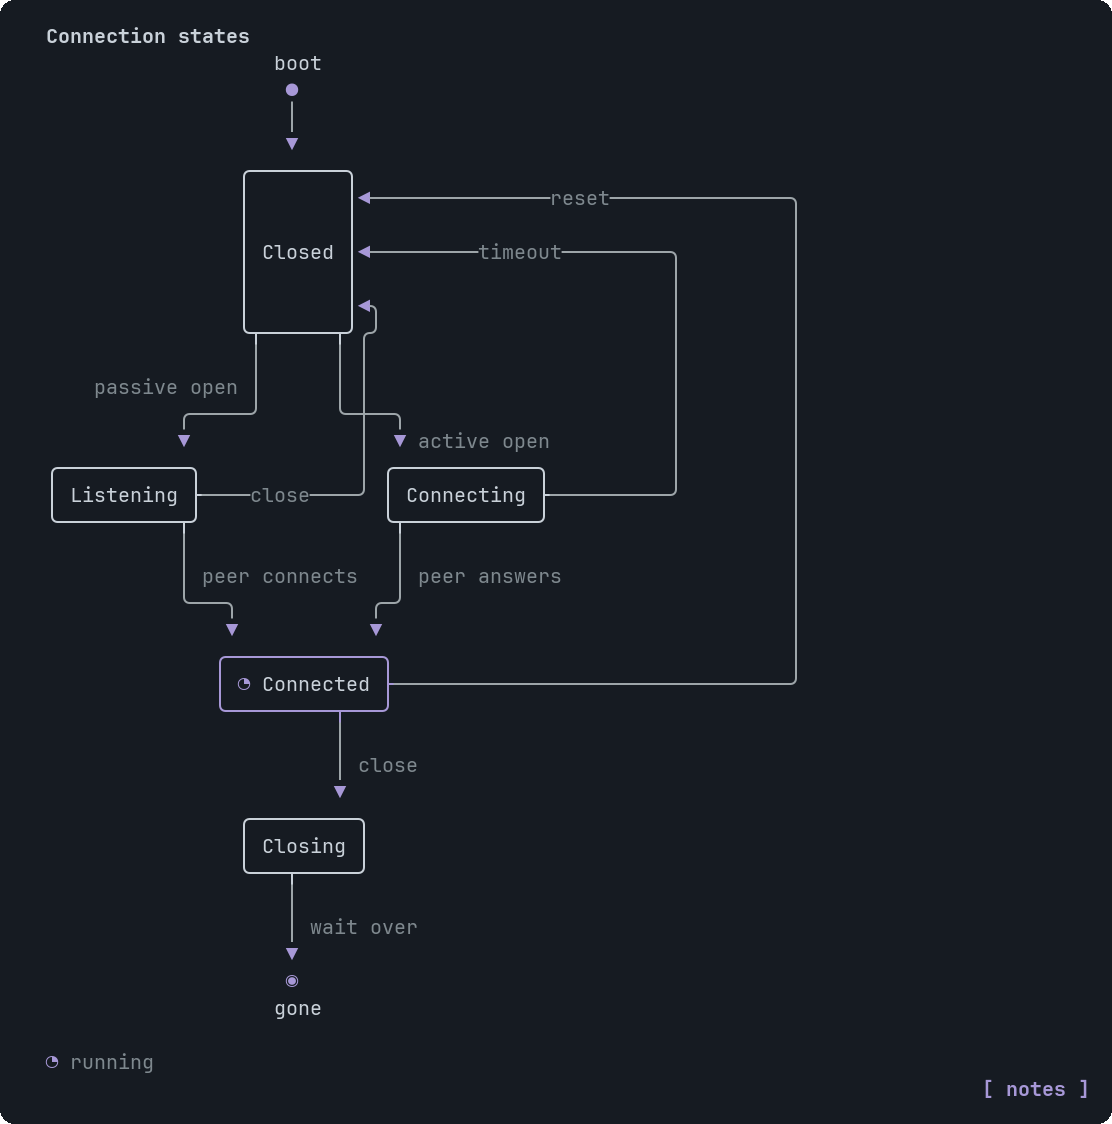 Connection states
boot
reset
Closed
timeout
passive open
active open
Listening
close
Connecting
peer connects
peer answers
Connected
close
Closing
wait over
gone
running
[ notes ]